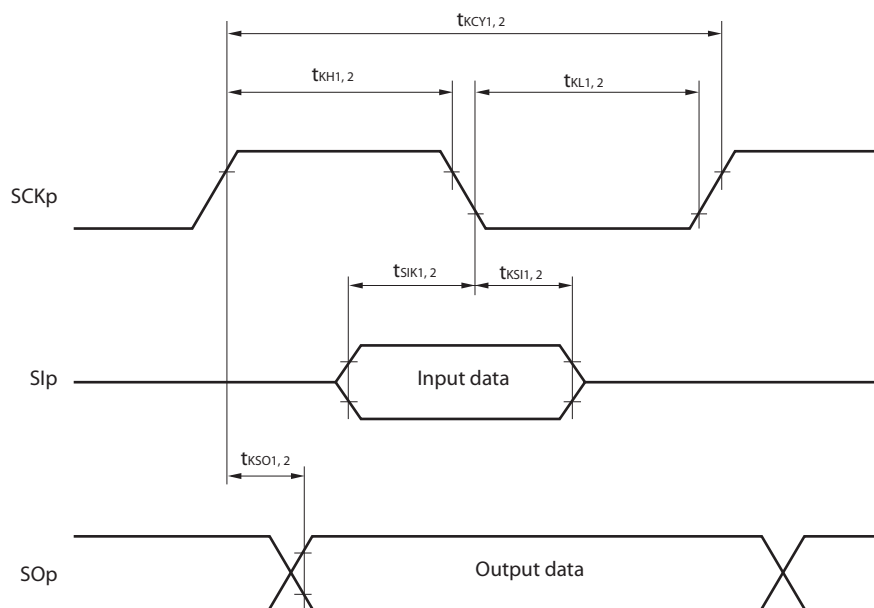 tKCY1, 2
tKH1, 2
tKL1, 2
SCKp
tSIK1, 2
tKSI1, 2
SIp
Input data
tKSO1, 2
SOp
Output data